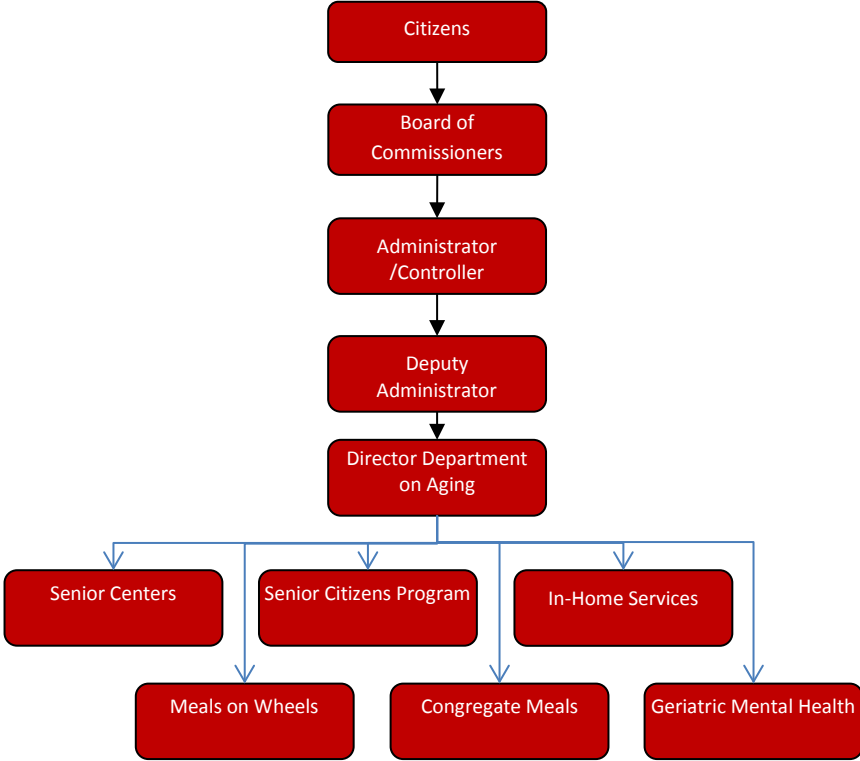 Citizens
Board of
Commissioners
Administrator
/Controller
Deputy
Administrator
Director Department
on Aging
Senior Centers
Senior Citizens Program
In-Home Services
Meals on Wheels
Congregate Meals
Geriatric Mental Health